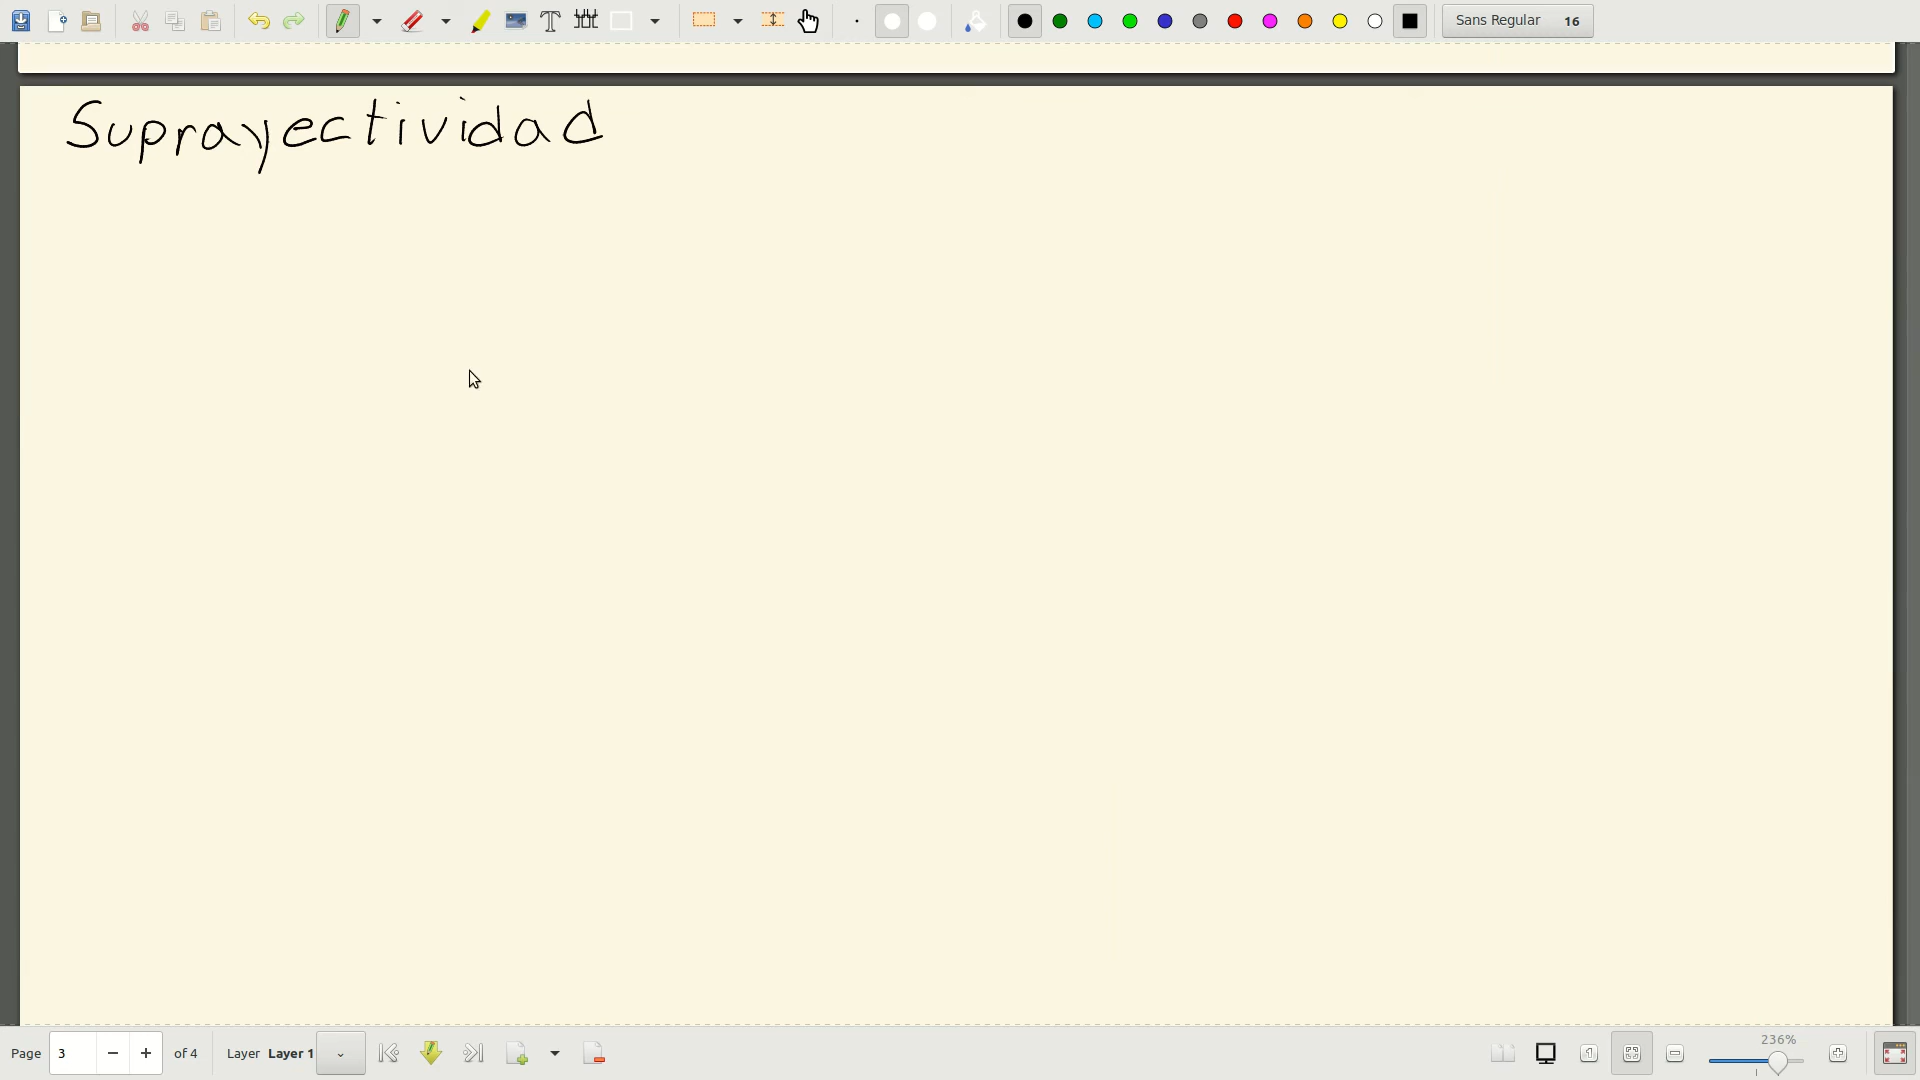 Sans Regular 16
Suprayectividad
Page 3 of 4 Layer Layer 1
236%